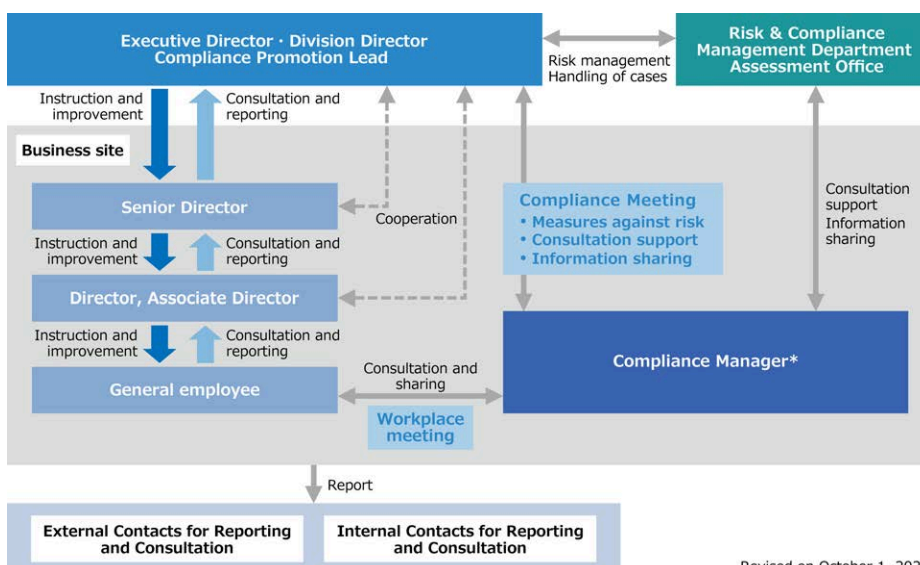 Executive Director · Division Director
Compliance Promotion Lead
Risk & Compliance
Management Department
Assessment Office
Risk management
Handling of cases
Instruction and
improvement
Consultation and
reporting
Business site
Senior Director
Cooperation
Compliance Meeting
• Measures against risk
• Consultation support
• Information sharing
Consultation
support
Information
sharing
Instruction and
improvement
Consultation and
reporting
Director, Associate Director
Instruction and
improvement
Consultation and
reporting
General employee
Consultation and
sharing
Workplace
meeting
Compliance Manager*
Report
External Contacts for Reporting
and Consultation
Internal Contacts for Reporting
and Consultation
Revised on October 1,